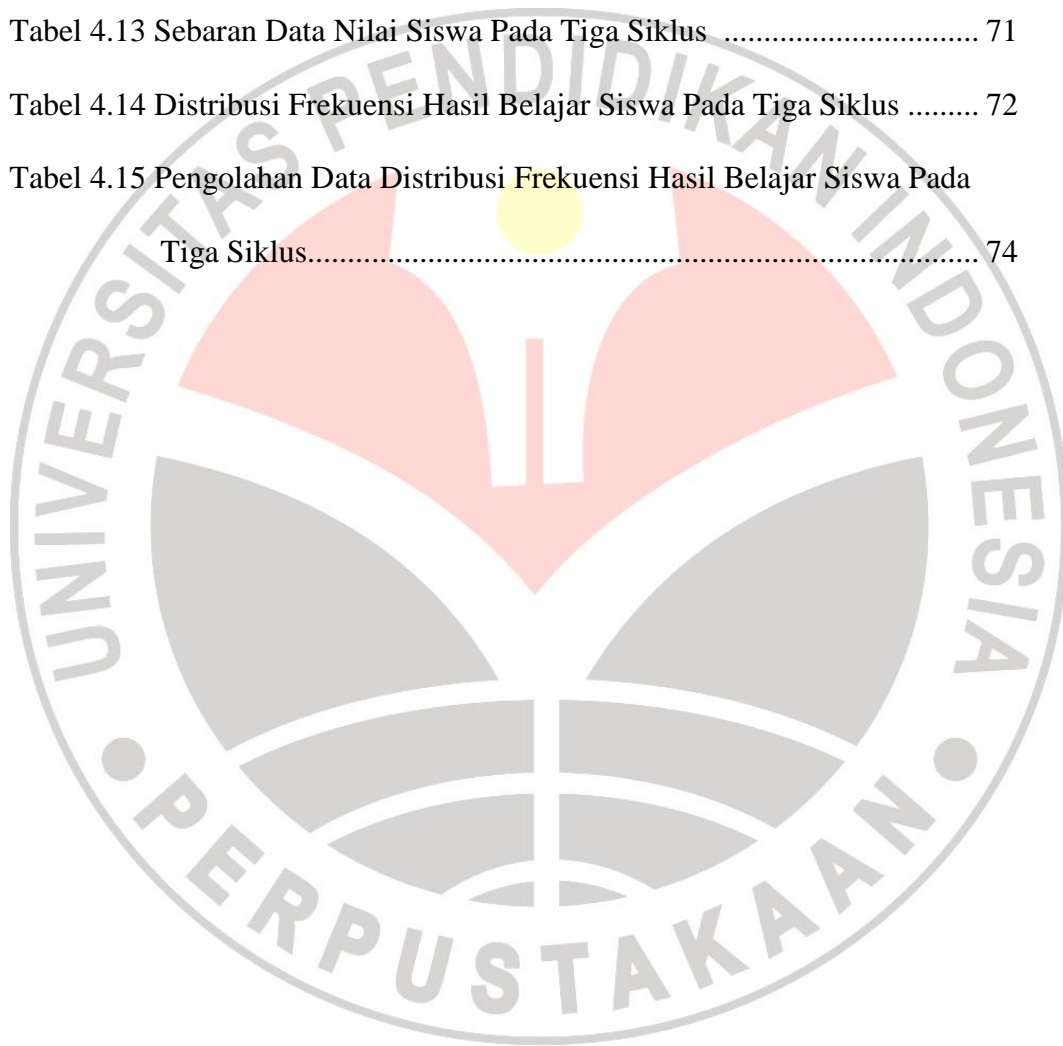 Tabel 4.13 Sebaran Data Nilai Siswa Pada Tiga Siklus ................................ 71
Tabel 4.14 Distribusi Frekuensi Hasil Belajar Siswa Pada Tiga Siklus ......... 72
Tabel 4.15 Pengolahan Data Distribusi Frekuensi Hasil Belajar Siswa Pada
Tiga Siklus.................................................................................... 74
UNIVERSITAS PENDIDIKAN INDONESIA
PERPUSTAKAAN